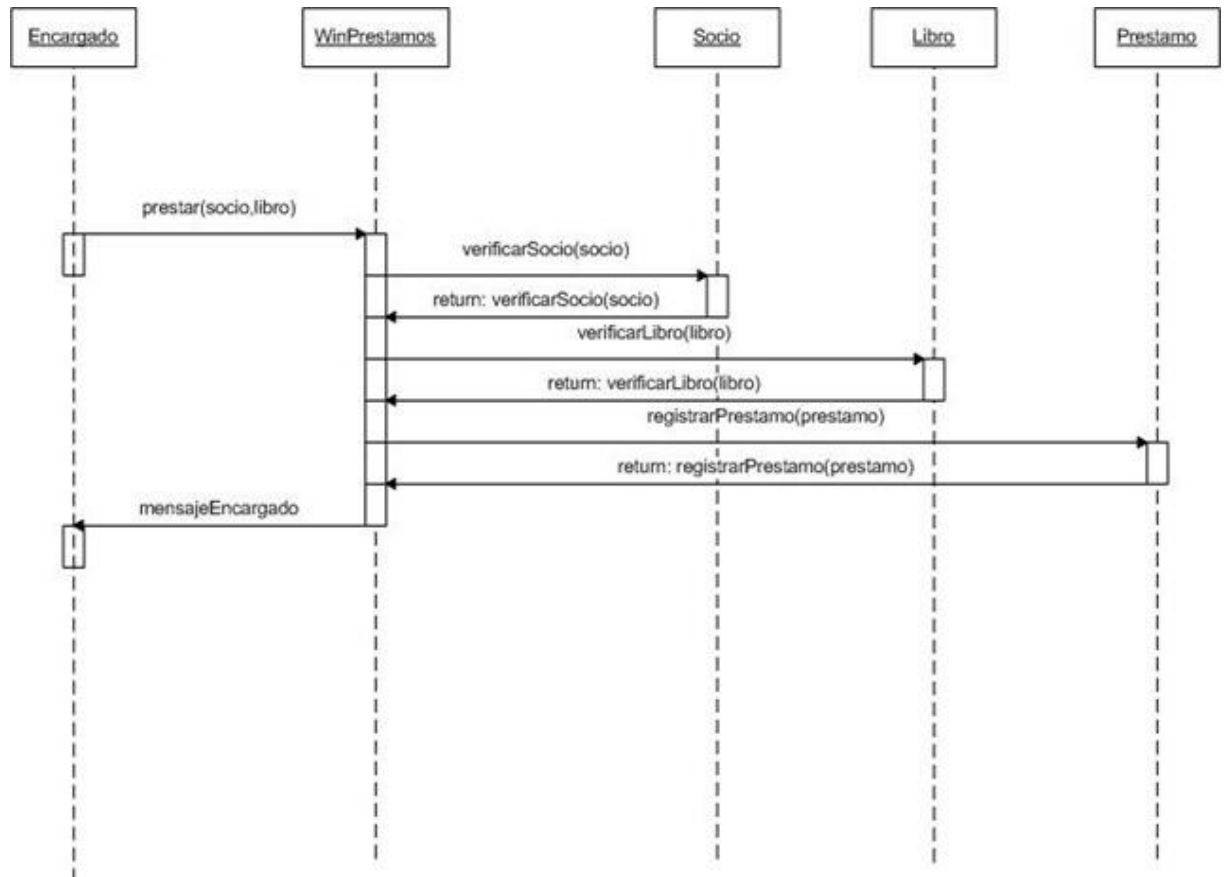 Encargado
WinPrestamos
Socio
Libro
Prestamo
prestar(socio,libro)
verificarSocio(socio)
return: verificarSocio(socio)
verificarLibro(libro)
return: verificarLibro(libro)
registrarPrestamo(prestamo)
return: registrarPrestamo(prestamo)
mensajeEncargado